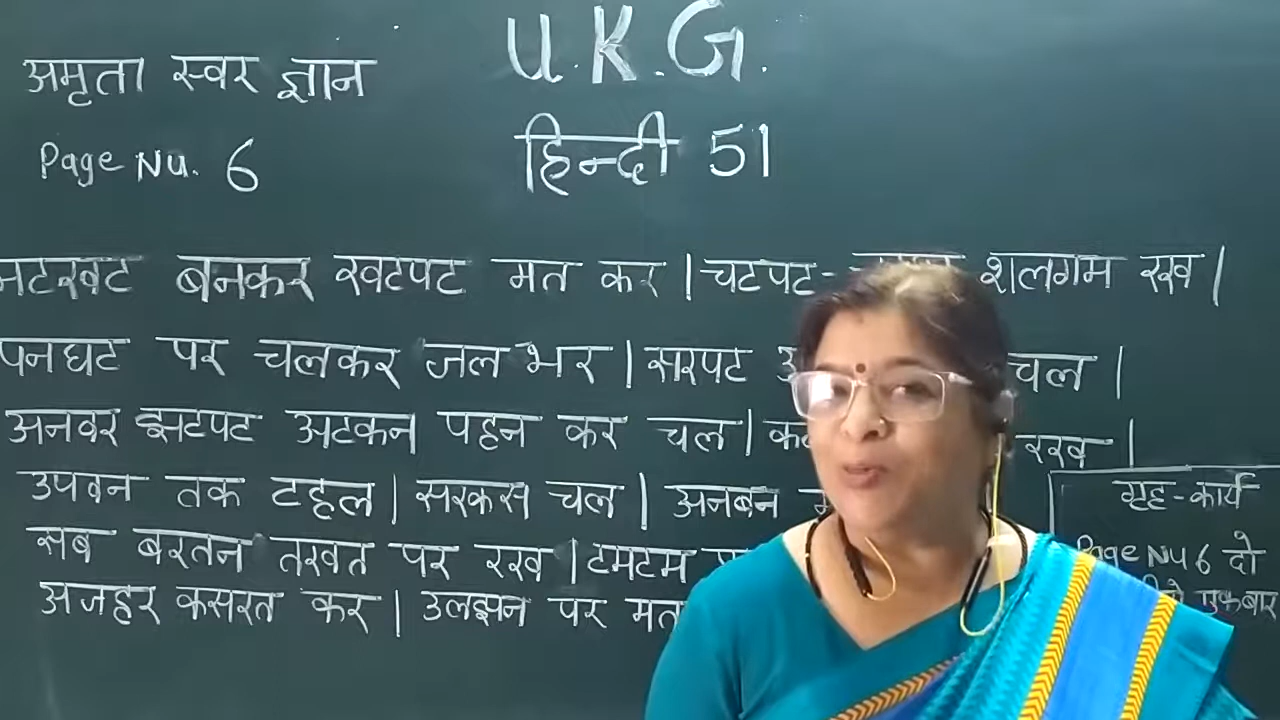 U.K.G.
अमृता स्वर ज्ञान
हिन्दी 51
Page Nu. 6
नटखट बनकर खटपट मत कर | चटपट- शलगम रख |
पनघट पर चलकर जल भर | सरपट चल |
अनवर झटपट अटकन पहन कर चल | रख |
उपवन तक टहल | सरकस चल | अनबन
सब बरतन तखत पर रख | टमटम
अजहर कसरत कर | उलझन पर मत
गृह-कार्य
Page Nu 6 दो
एकबार